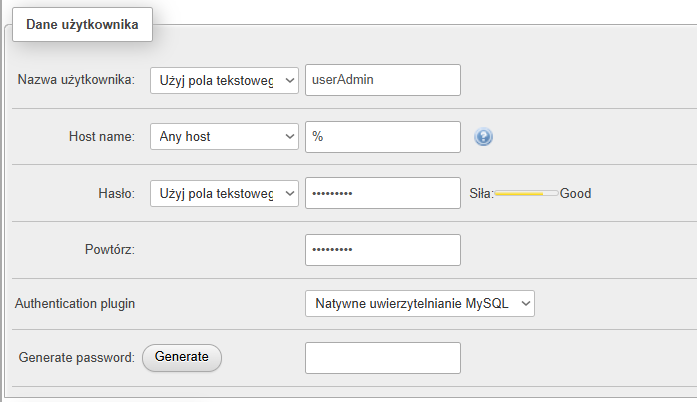 Dane użytkownika
Nazwa użytkownika: Użyj pola tekstoweg userAdmin
Host name: Any host %
Hasło: Użyj pola tekstoweg ••••••••• Siła: Good
Powtórz: •••••••••
Authentication plugin Natywne uwierzytelnianie MySQL
Generate password: Generate